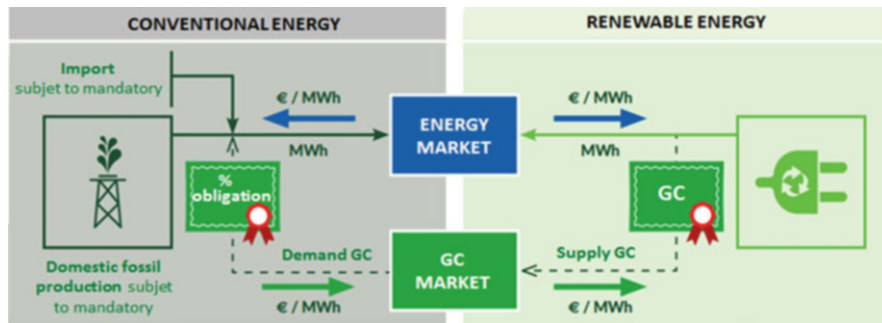 CONVENTIONAL ENERGY
RENEWABLE ENERGY
Import
subjet to mandatory
€ / MWh
MWh
ENERGY
MARKET
€ / MWh
MWh
%
obligation
GC
Domestic fossil
production subjet
to mandatory
Demand GC
€ / MWh
GC
MARKET
Supply GC
€ / MWh